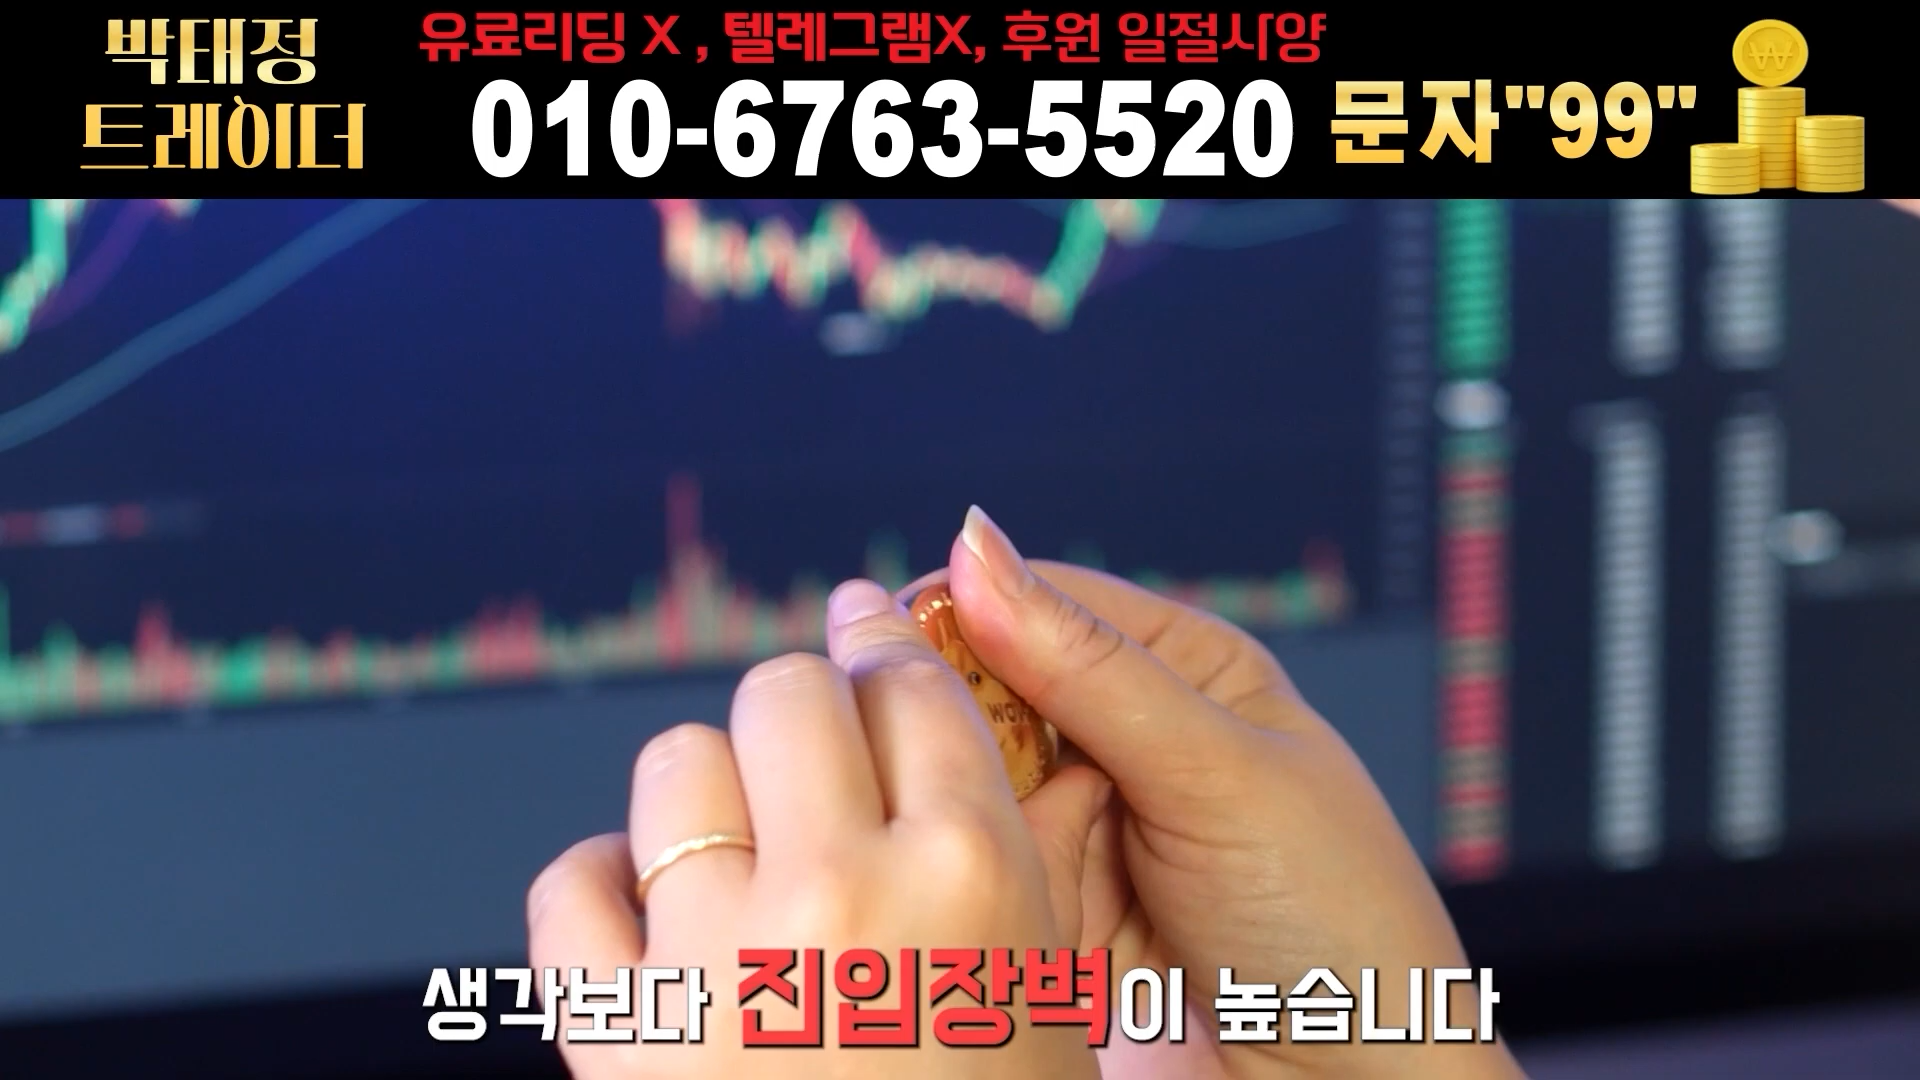 박태정
트레이더
유료리딩 X , 텔레그램X, 후원 일절사양
010-6763-5520 문자"99"
WOW
생각보다 진입장벽이 높습니다